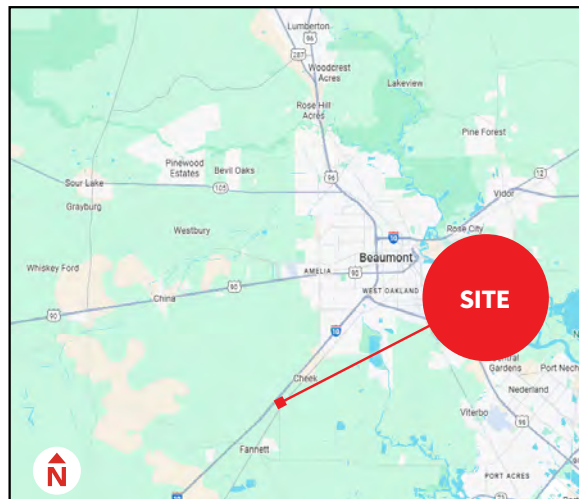 Lumberton
96
287
Woodcrest
Acres
Lakeview
Rose Hill
Acres
Pine Forest
Pinewood
Estates
Bevil Oaks
96
12
Sour Lake
105
Vidor
Grayburg
Westbury
Rose City
10
Beaumont
Whiskey Ford
AMELIA
90
China
90
WEST OAKLAND
SITE
90
10
Cheek
Gardens
Port Nech
Nederland
Viterbo
96
Fannett
PORT ACRES
73
N